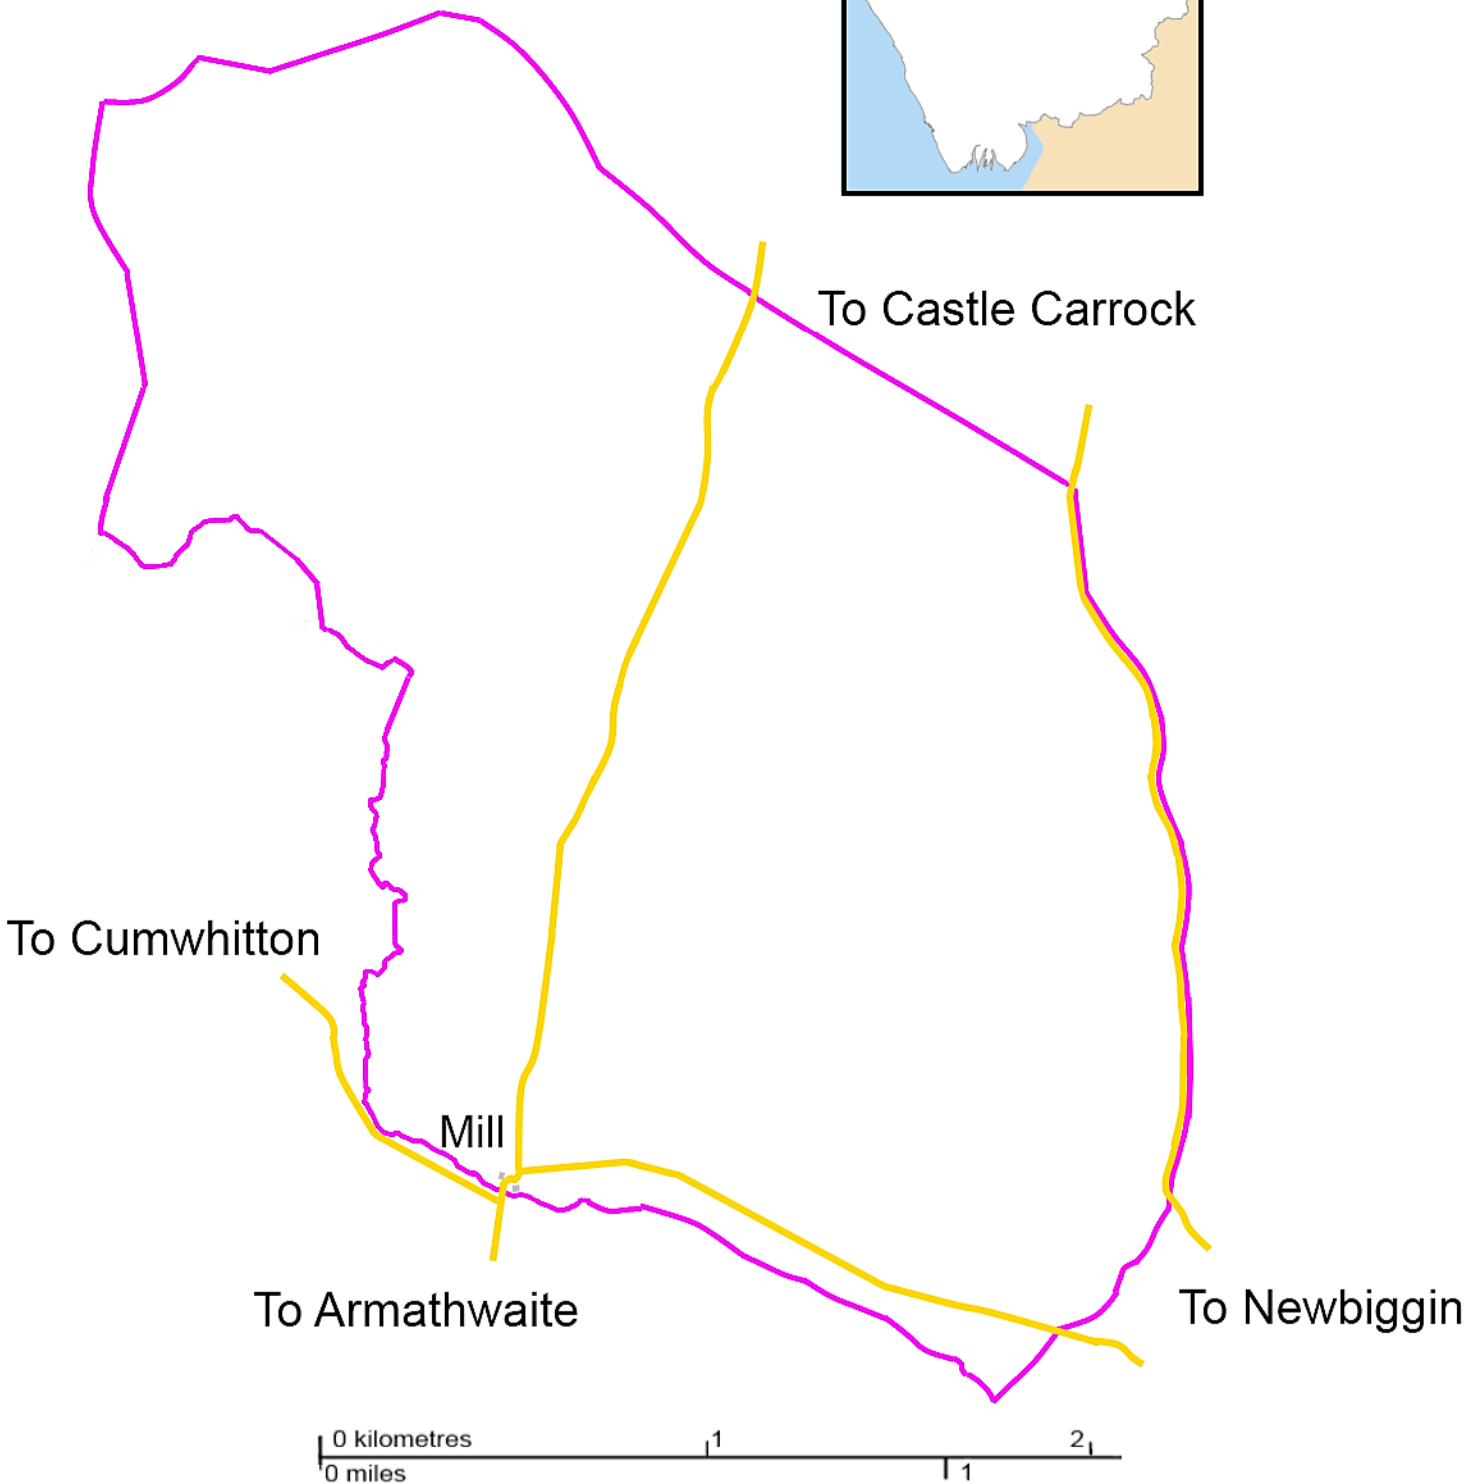 To Castle Carrock
To Cumwhitton
Mill
To Armathwaite
To Newbiggin
0 kilometres 1 2
0 miles 1